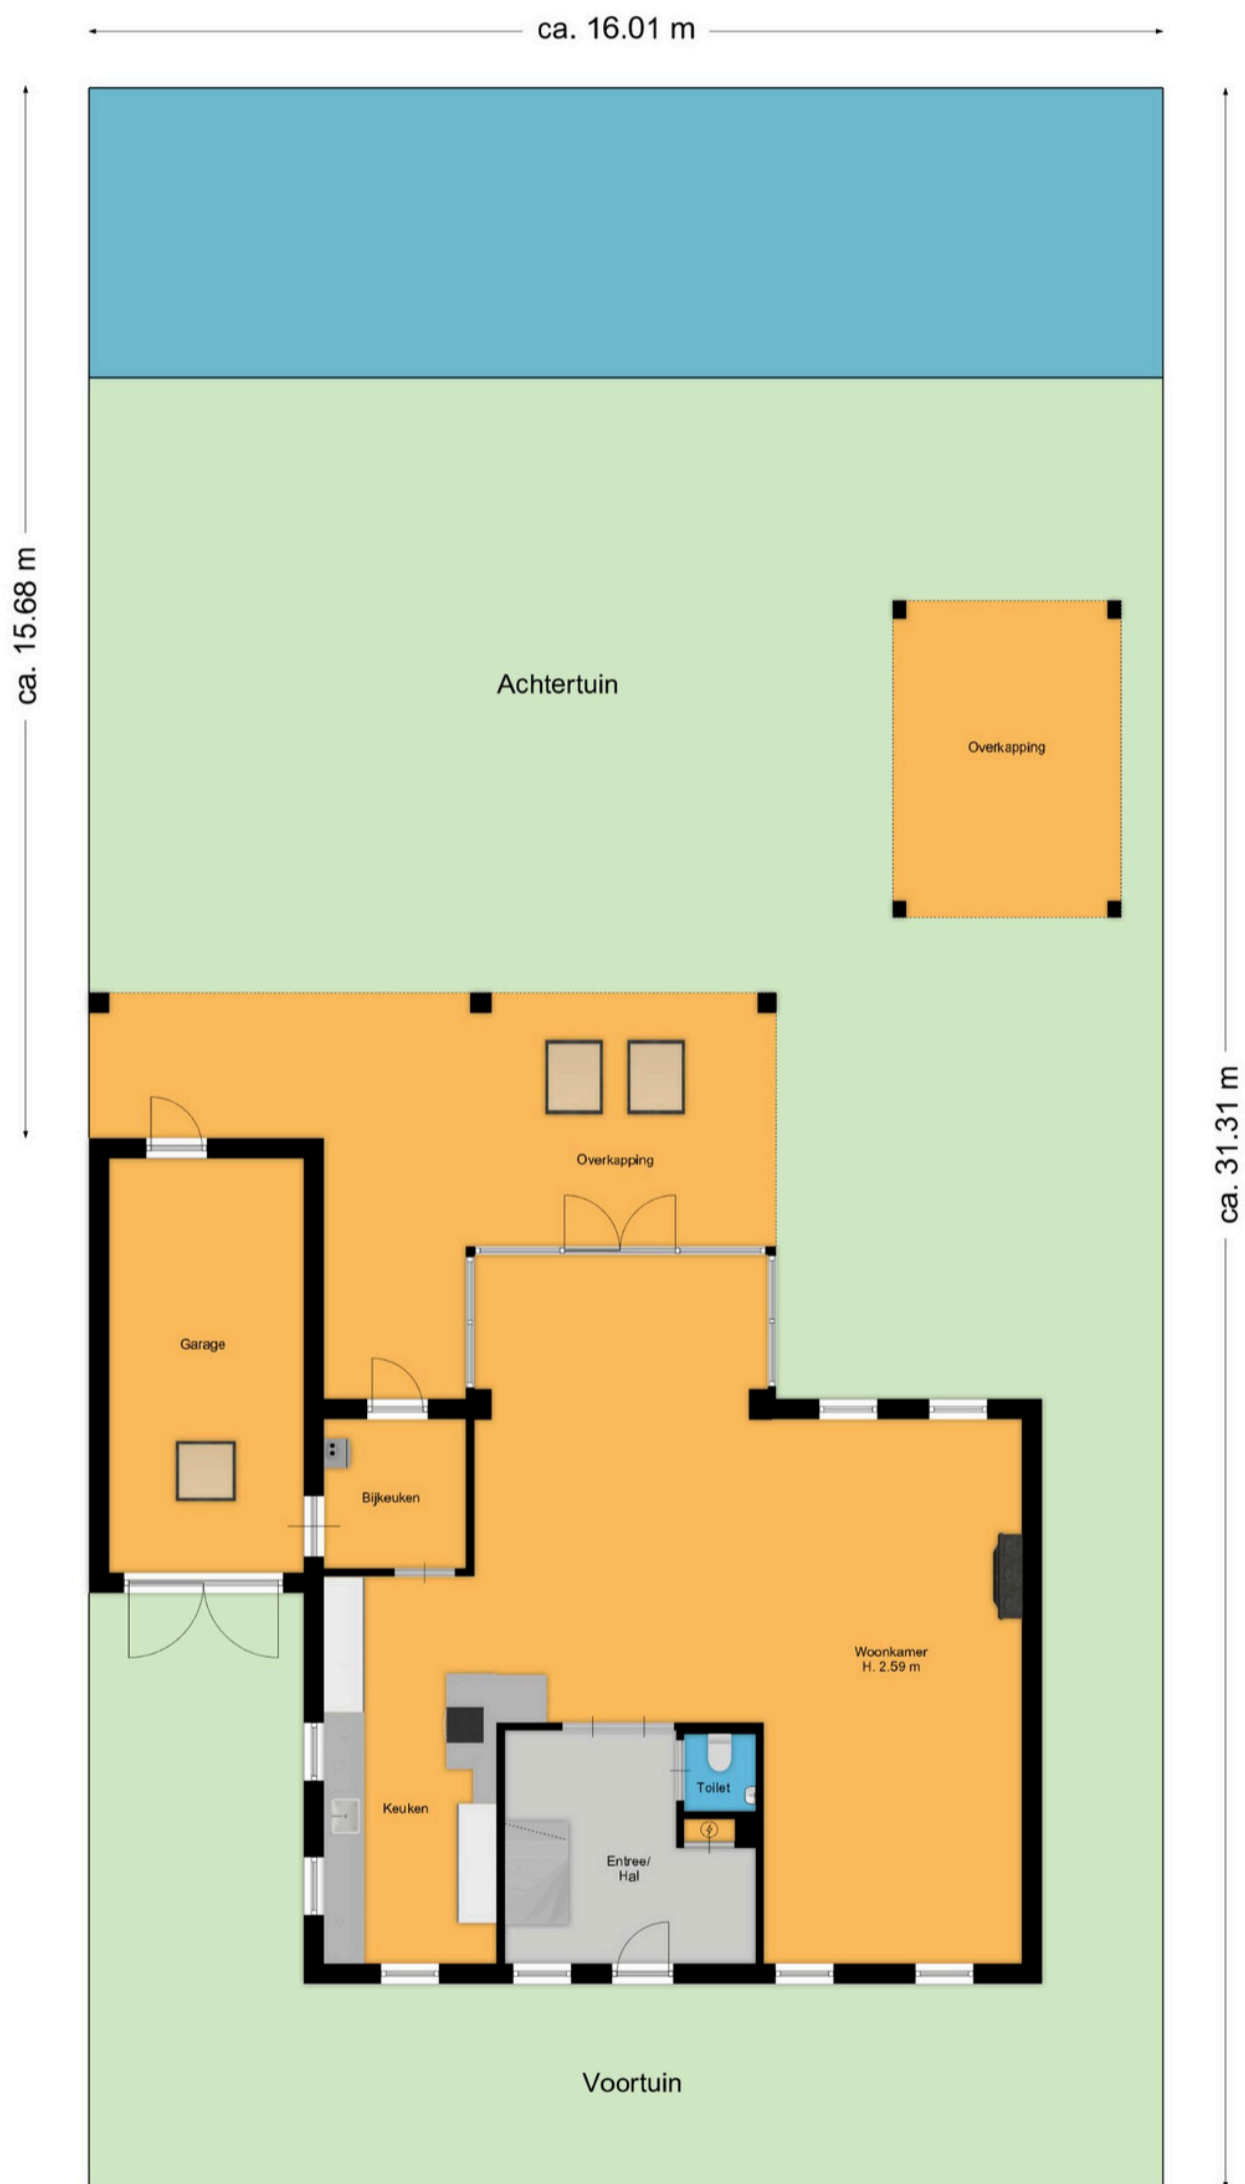 ca. 16.01 m
ca. 15.68 m
Achtertuin
Overkapping
ca. 31.31 m
Overkapping
Garage
Bijkeuken
Woonkamer
H. 2.59 m
Toilet
Keuken
Entree/
Hal
Voortuin